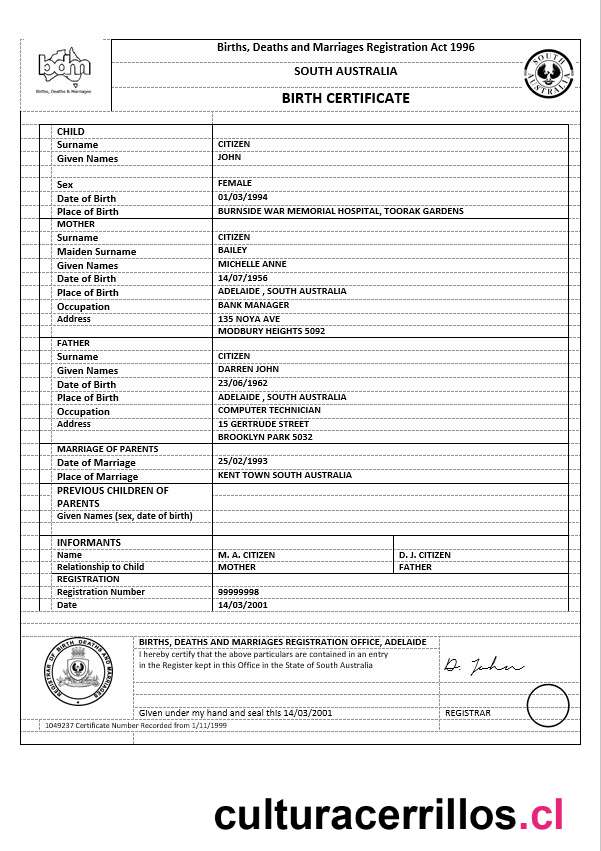 Births, Deaths and Marriages Registration Act 1996
bdm
Births, Deaths & Marriages
SOUTH AUSTRALIA
SOUTH AUSTRALIA
BIRTH CERTIFICATE
CHILD
Surname CITIZEN
Given Names JOHN
Sex FEMALE
Date of Birth 01/03/1994
Place of Birth BURNSIDE WAR MEMORIAL HOSPITAL, TOORAK GARDENS
MOTHER
Surname CITIZEN
Maiden Surname BAILEY
Given Names MICHELLE ANNE
Date of Birth 14/07/1956
Place of Birth ADELAIDE , SOUTH AUSTRALIA
Occupation BANK MANAGER
Address 135 NOYA AVE
MODBURY HEIGHTS 5092
FATHER
Surname CITIZEN
Given Names DARREN JOHN
Date of Birth 23/06/1962
Place of Birth ADELAIDE , SOUTH AUSTRALIA
Occupation COMPUTER TECHNICIAN
Address 15 GERTRUDE STREET
BROOKLYN PARK 5032
MARRIAGE OF PARENTS
Date of Marriage 25/02/1993
Place of Marriage KENT TOWN SOUTH AUSTRALIA
PREVIOUS CHILDREN OF
PARENTS
Given Names (sex, date of birth)
INFORMANTS
Name M. A. CITIZEN D. J. CITIZEN
Relationship to Child MOTHER FATHER
REGISTRATION
Registration Number 99999998
Date 14/03/2001
REGISTRAR OF BIRTH, DEATHS AND MARRIAGES
BIRTHS, DEATHS AND MARRIAGES REGISTRATION OFFICE, ADELAIDE
I hereby certify that the above particulars are contained in an entry
in the Register kept in this Office in the State of South Australia
D. John
Given under my hand and seal this 14/03/2001 REGISTRAR
1049237 Certificate Number Recorded from 1/11/1999
culturacerrillos.cl